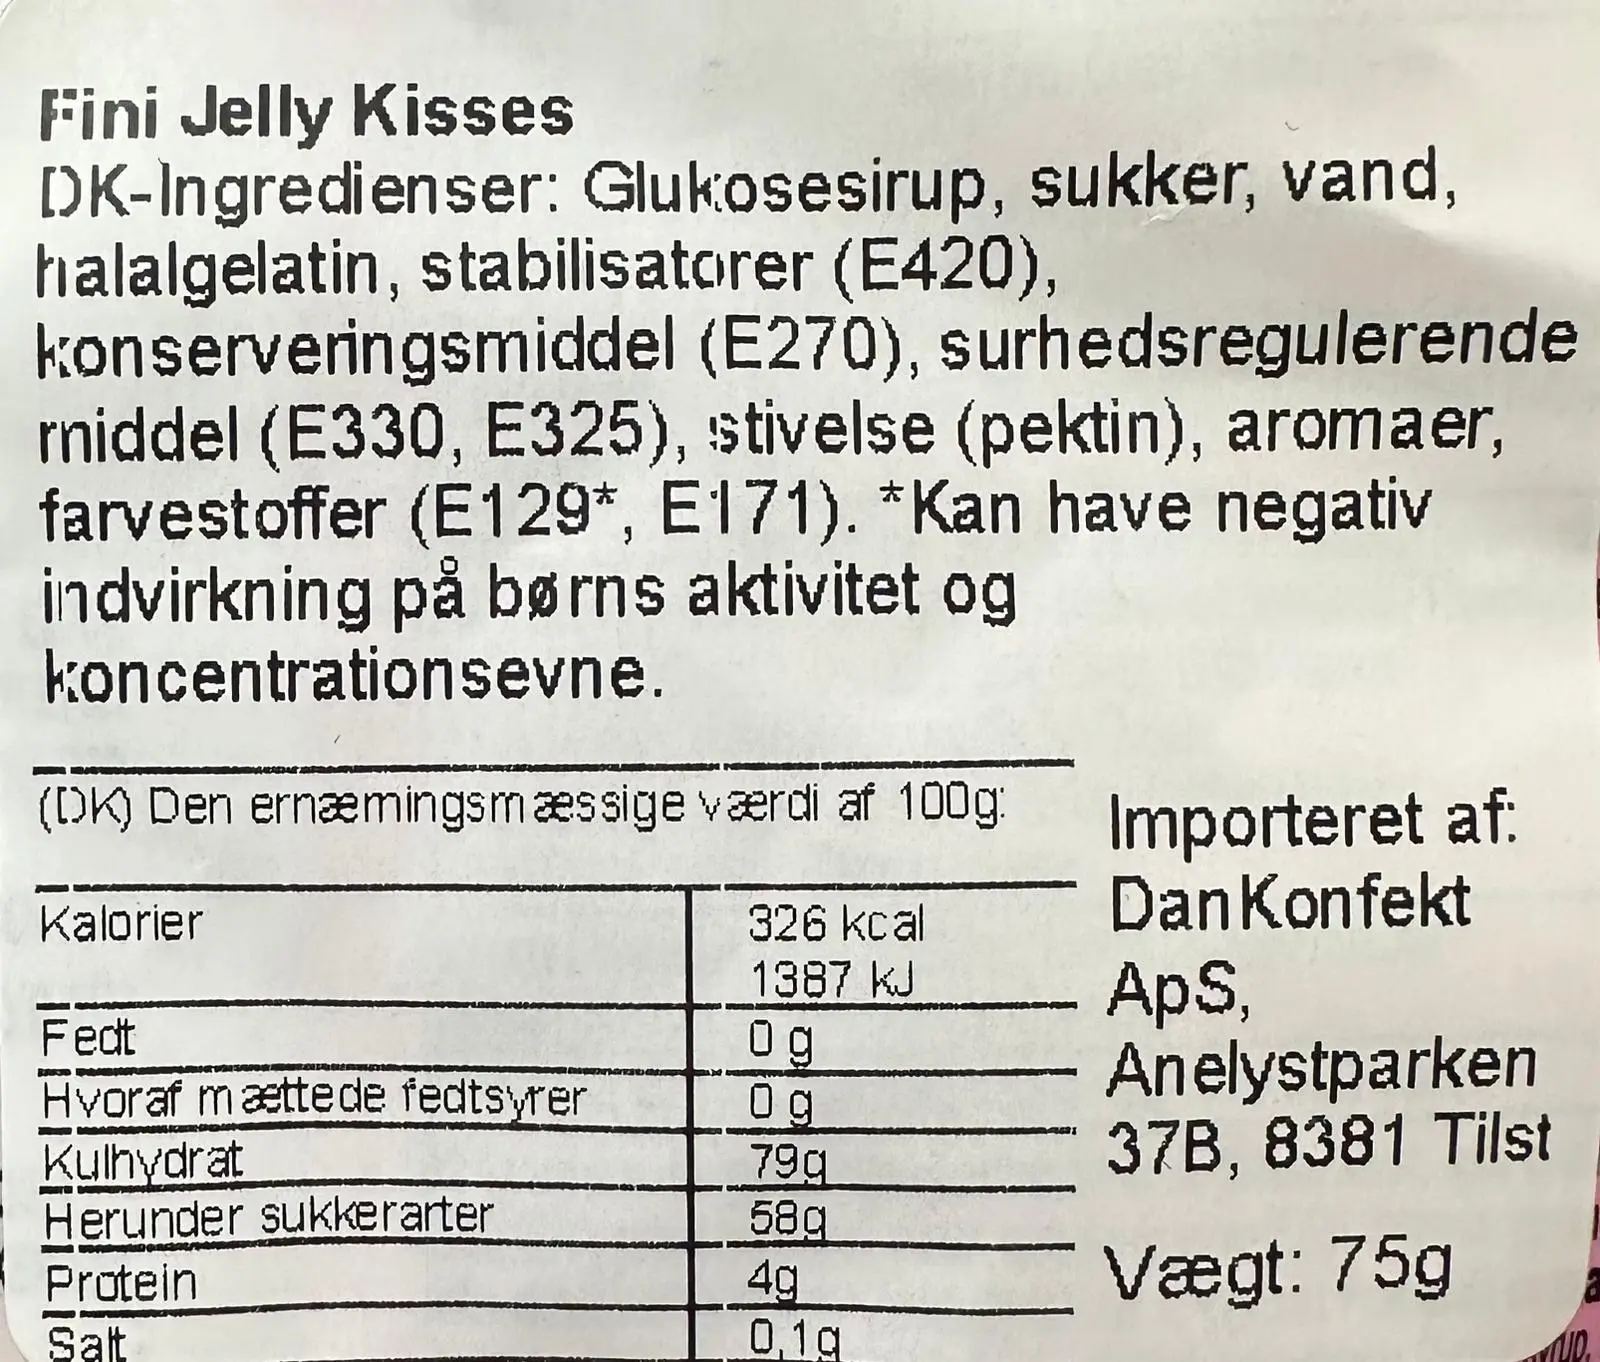 Fini Jelly Kisses
DK-Ingredienser: Glukosesirup, sukker, vand,
halalgelatin, stabilisatorer (E420),
konserveringsmiddel (E270), surhedsregulerende
middel (E330, E325), stivelse (pektin), aromaer,
farvestoffer (E129*, E171). *Kan have negativ
indvirkning på børns aktivitet og
koncentrationsevne.
(DK) Den ernæmingsmæssige værdi af 100g:
Kalorier 326 kcal
1387 kJ
Fedt 0 g
Hvoraf mættede fedtsyrer 0 g
Kulhydrat 79g
Herunder sukkerarter 58g
Protein 4g
Salt 0,1g
Importeret af:
DanKonfekt
ApS,
Anelystparken
37B, 8381 Tilst
Vægt: 75g